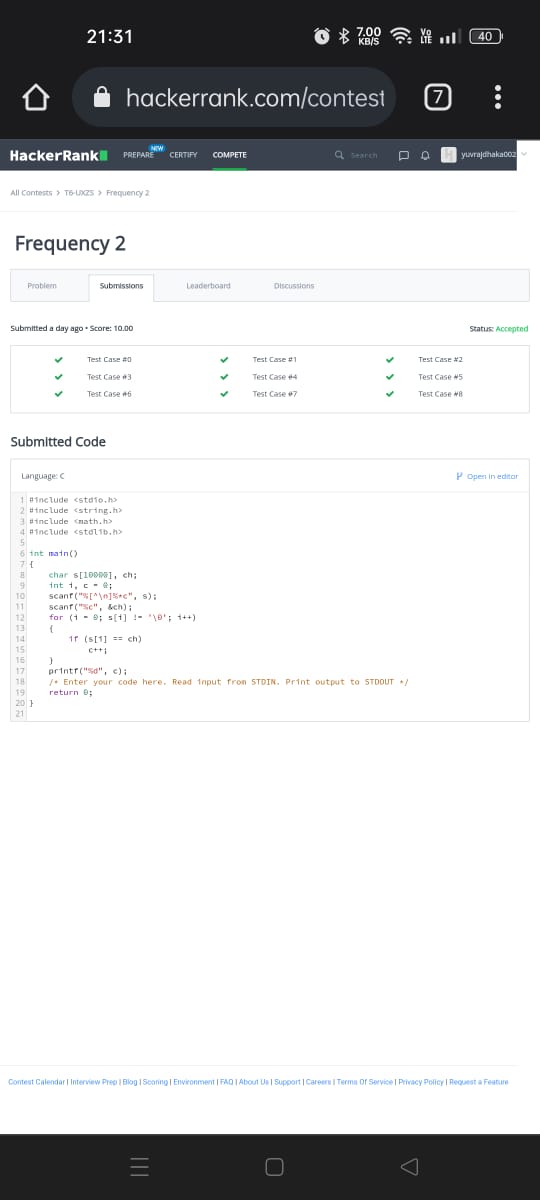 21:31
7.00 KB/S Vo LTE 40
hackerrank.com/contest 7
HackerRank PREPARE NEW CERTIFY COMPETE Search yuvrajdhaka002
All Contests > T6-UXZS > Frequency 2
Frequency 2
Problem Submissions Leaderboard Discussions
Submitted a day ago • Score: 10.00 Status: Accepted
Test Case #0 Test Case #1 Test Case #2
Test Case #3 Test Case #4 Test Case #5
Test Case #6 Test Case #7 Test Case #8
Submitted Code
Language: C Open in editor
1 #include <stdio.h>
2 #include <string.h>
3 #include <math.h>
4 #include <stdlib.h>
5
6 int main()
7 {
8 char s[10000], ch;
9 int i, c = 0;
10 scanf("%[^\n]%*c", s);
11 scanf("%c", &ch);
12 for (i = 0; s[i] != '\0'; i++)
13 {
14 if (s[i] == ch)
15 c++;
16 }
17 printf("%d", c);
18 /* Enter your code here. Read input from STDIN. Print output to STDOUT */
19 return 0;
20 }
21
Contest Calendar | Interview Prep | Blog | Scoring | Environment | FAQ | About Us | Support | Careers | Terms Of Service | Privacy Policy | Request a Feature